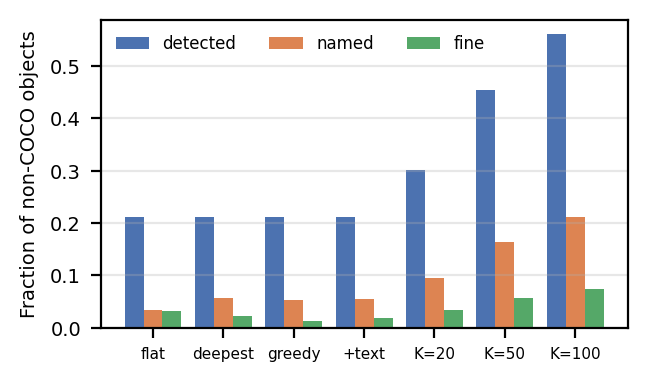 detected named fine
Fraction of non-COCO objects
0.5
0.4
0.3
0.2
0.1
0.0
flat deepest greedy +text K=20 K=50 K=100